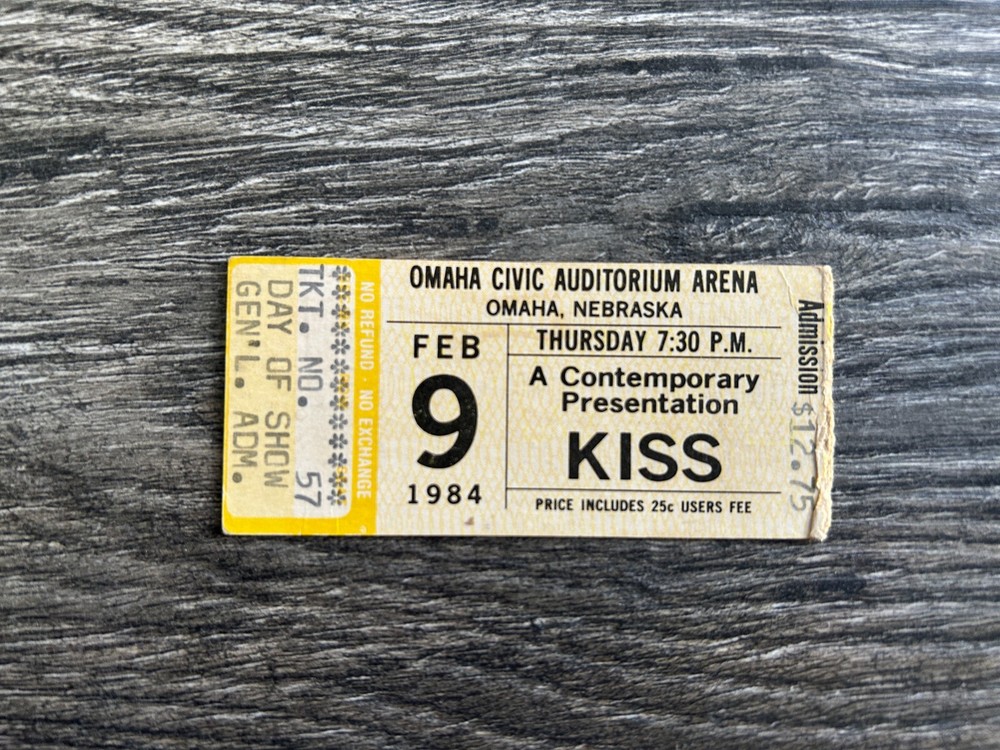 OMAHA CIVIC AUDITORIUM ARENA
OMAHA, NEBRASKA
FEB
9
1984
THURSDAY 7:30 P.M.
A Contemporary
Presentation
KISS
PRICE INCLUDES 25c USERS FEE
Admission
$12.75
NO REFUND · NO EXCHANGE
TKT. NO. 57
DAY OF SHOW
GEN'L. ADM.